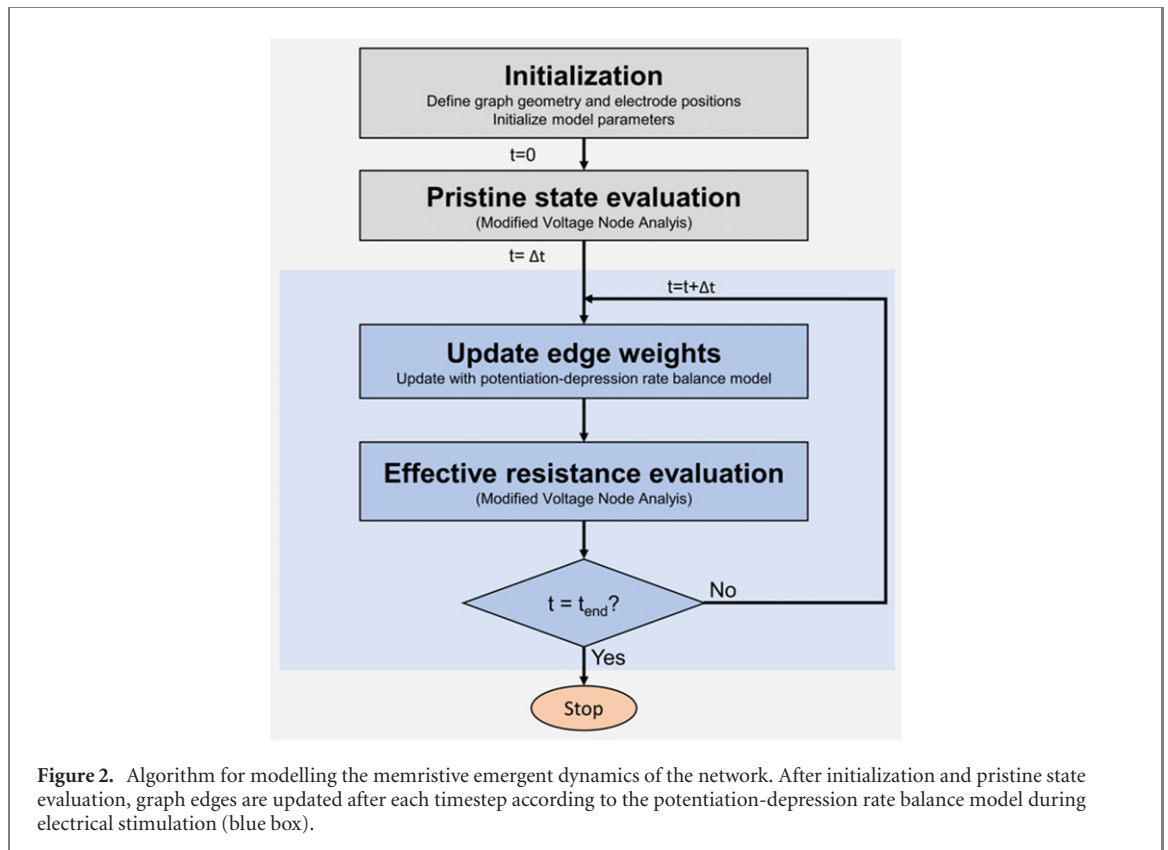 Initialization
Define graph geometry and electrode positions
Initialize model parameters
t=0
Pristine state evaluation
(Modified Voltage Node Analyis)
t= Δt
t=t+Δt
Update edge weights
Update with potentiation-depression rate balance model
Effective resistance evaluation
(Modified Voltage Node Analyis)
t = tend?
No
Yes
Stop
Figure 2. Algorithm for modelling the memristive emergent dynamics of the network. After initialization and pristine state
evaluation, graph edges are updated after each timestep according to the potentiation-depression rate balance model during
electrical stimulation (blue box).